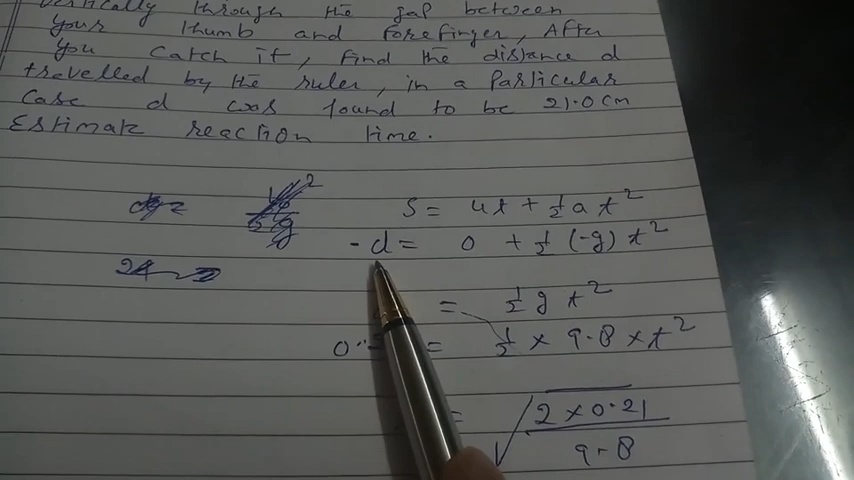 vertically through the gap between
your thumb and forefinger, After
you catch it, find the distance d
travelled by the ruler, in a Particular
Case d was found to be 21.0 cm
Estimate reaction time.
S = ut + 1/2 a t²
-d = 0 + 1/2 (-g) t²
= 1/2 g t²
= 1/2 × 9.8 × t²
= √(2 × 0.21 / 9.8)